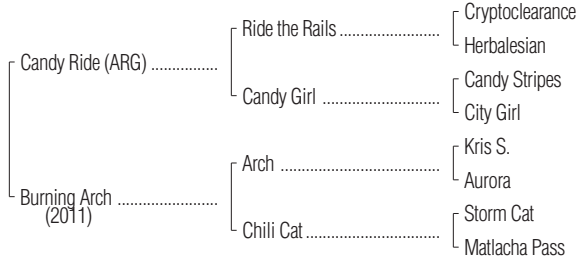 Cryptoclearance
Ride the Rails
Herbalesian
Candy Ride (ARG)
Candy Stripes
Candy Girl
City Girl
Kris S.
Arch
Aurora
Burning Arch
(2011)
Storm Cat
Chili Cat
Matlacha Pass